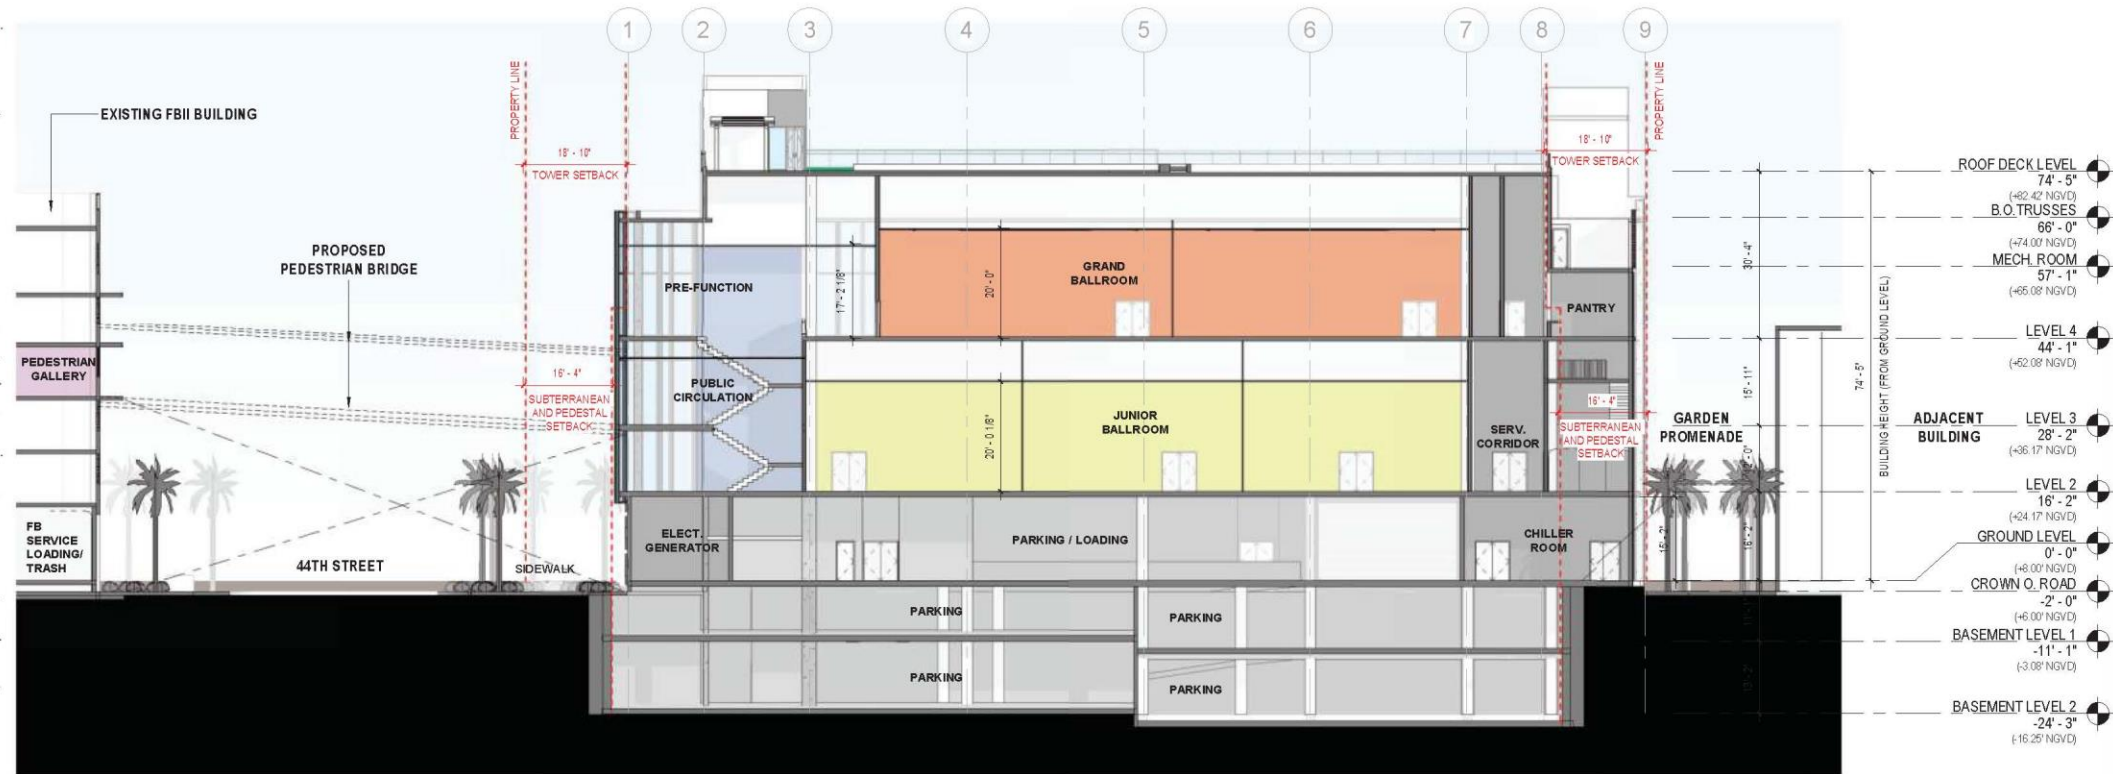 1
2
3
4
5
6
7
8
9
EXISTING FBII BUILDING
PROPERTY LINE
18' - 10"
TOWER SETBACK
PROPERTY LINE
18' - 10"
TOWER SETBACK
ROOF DECK LEVEL
74' - 5"
(+82.42' NGVD)
B.O.TRUSSES
66' - 0"
(+74.00' NGVD)
MECH. ROOM
57' - 1"
(+65.08' NGVD)
LEVEL 4
44' - 1"
(+52.08' NGVD)
LEVEL 3
28' - 2"
(+36.17' NGVD)
LEVEL 2
16' - 2"
(+24.17' NGVD)
GROUND LEVEL
0' - 0"
(+8.00' NGVD)
CROWN O. ROAD
-2' - 0"
(+6.00' NGVD)
BASEMENT LEVEL 1
-11' - 1"
(-3.08' NGVD)
BASEMENT LEVEL 2
-24' - 3"
(-16.25' NGVD)
PROPOSED
PEDESTRIAN BRIDGE
PRE-FUNCTION
17' - 2 1/8"
20' - 0"
GRAND
BALLROOM
PANTRY
30' - 4"
PEDESTRIAN
GALLERY
16' - 4"
SUBTERRANEAN
AND PEDESTAL
SETBACK
PUBLIC
CIRCULATION
20' - 0 1/8"
JUNIOR
BALLROOM
SERV.
CORRIDOR
16' - 4"
SUBTERRANEAN
AND PEDESTAL
SETBACK
GARDEN
PROMENADE
15' - 11"
74' - 5"
BUILDING HEIGHT (FROM GROUND LEVEL)
ADJACENT
BUILDING
FB
SERVICE
LOADING/
TRASH
44TH STREET
SIDEWALK
ELECT.
GENERATOR
PARKING / LOADING
CHILLER
ROOM
15' - 2"
16' - 2"
PARKING
PARKING
PARKING
PARKING